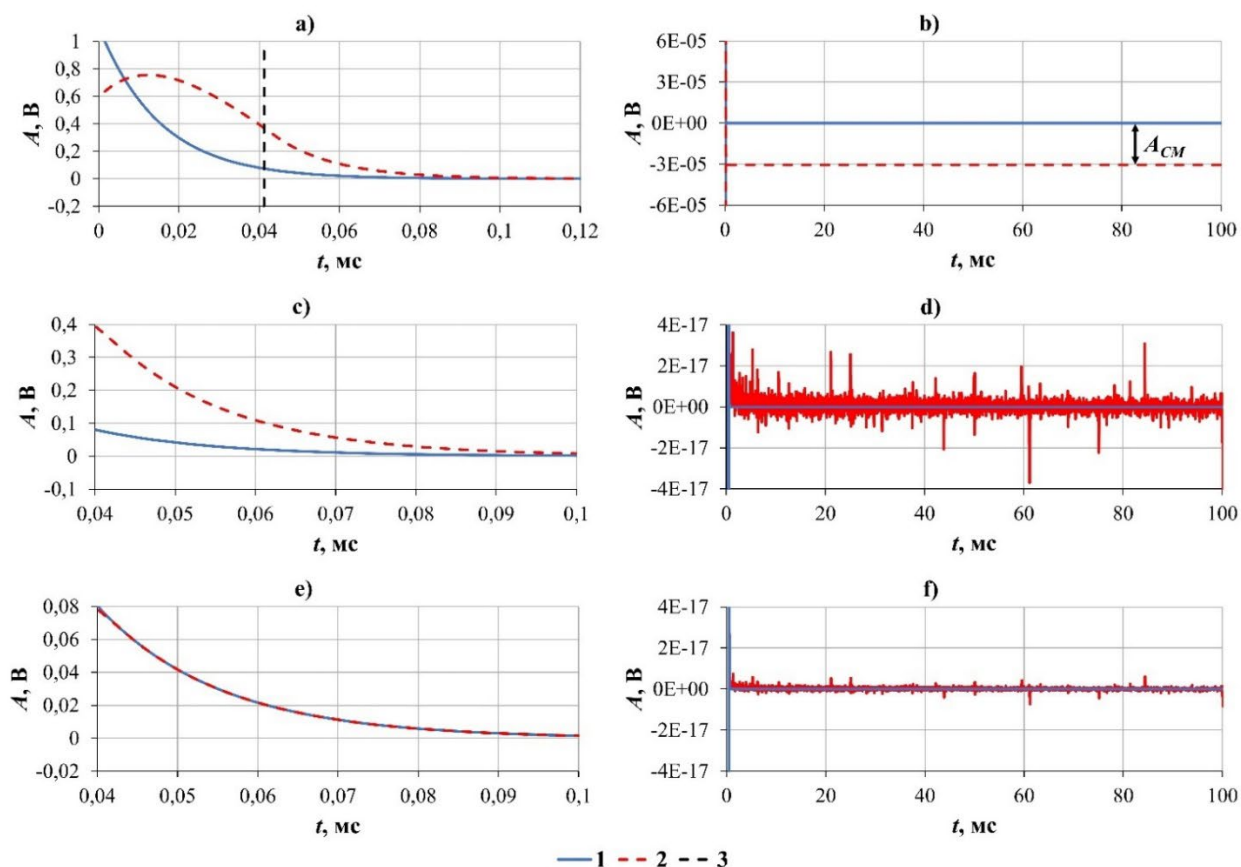 a)
1
0,8
0,6
0,4
0,2
0
-0,2
A, В
0 0,02 0,04 0,06 0,08 0,1 0,12
t, мс
b)
6E-05
3E-05
0E+00
-3E-05
-6E-05
A, В
A_CM
0 20 40 60 80 100
t, мс
c)
0,4
0,3
0,2
0,1
0
-0,1
A, В
0,04 0,05 0,06 0,07 0,08 0,09 0,1
t, мс
d)
4E-17
2E-17
0E+00
-2E-17
-4E-17
A, В
0 20 40 60 80 100
t, мс
e)
0,08
0,06
0,04
0,02
0
-0,02
A, В
0,04 0,05 0,06 0,07 0,08 0,09 0,1
t, мс
f)
4E-17
2E-17
0E+00
-2E-17
-4E-17
A, В
0 20 40 60 80 100
t, мс
1 2 3